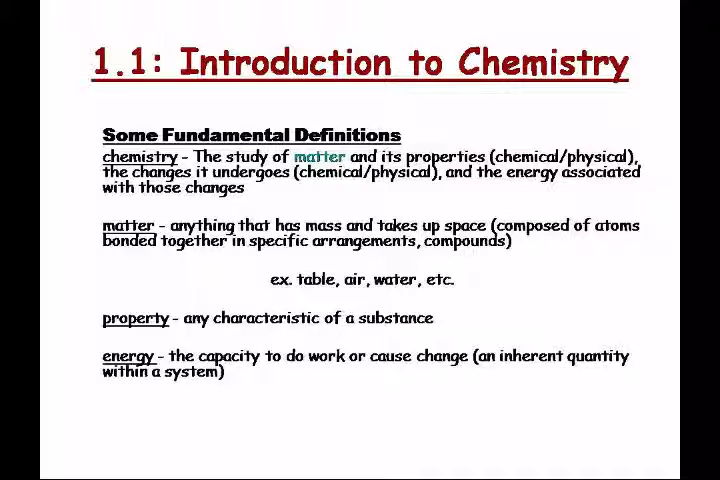 1.1: Introduction to Chemistry
Some Fundamental Definitions
chemistry - The study of matter and its properties (chemical/physical),
the changes it undergoes (chemical/physical), and the energy associated
with those changes
matter - anything that has mass and takes up space (composed of atoms
bonded together in specific arrangements, compounds)
ex. table, air, water, etc.
property - any characteristic of a substance
energy - the capacity to do work or cause change (an inherent quantity
within a system)